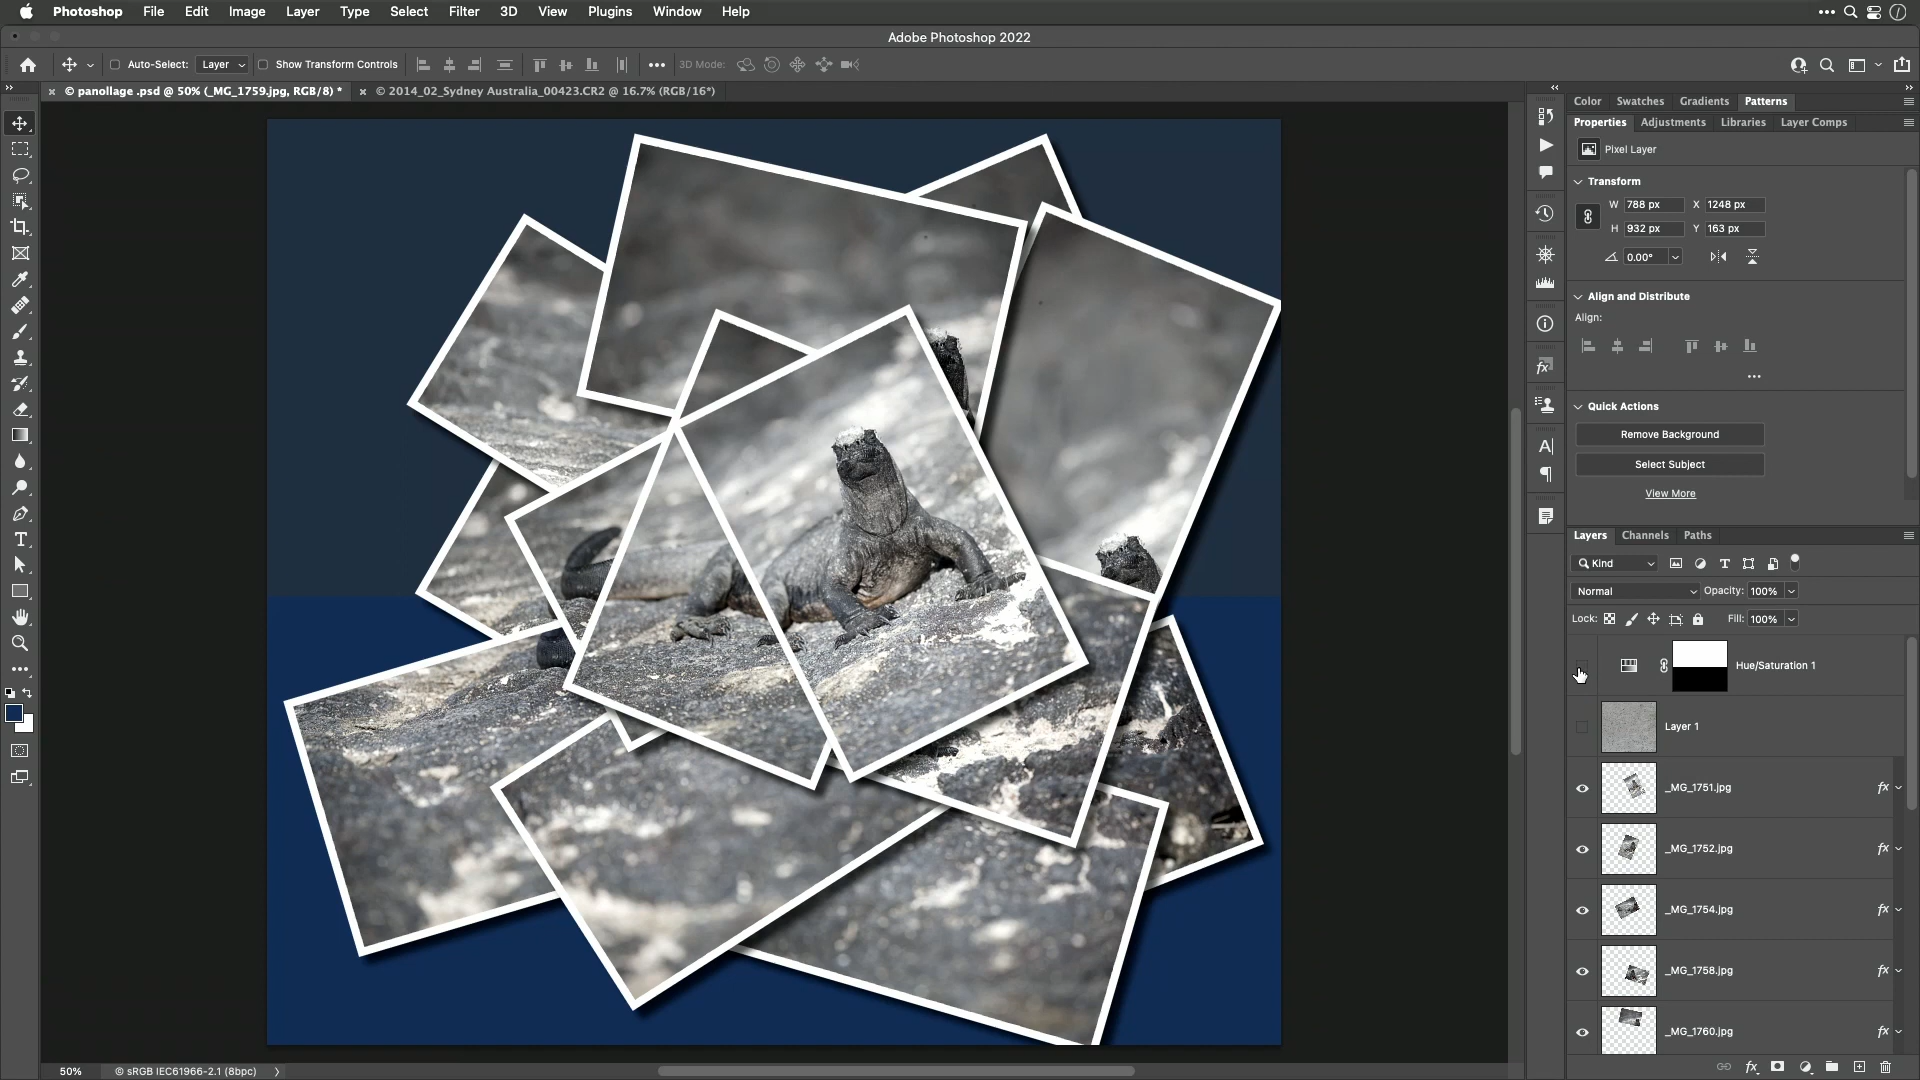 Photoshop File Edit Image Layer Type Select Filter 3D View Plugins Window Help
Adobe Photoshop 2022
Auto-Select: Layer Show Transform Controls 3D Mode:
© panollage .psd @ 50% (_MG_1759.jpg, RGB/8) * © 2014_02_Sydney Australia_00423.CR2 @ 16.7% (RGB/16*)
Color Swatches Gradients Patterns
Properties Adjustments Libraries Layer Comps
Pixel Layer
Transform
W 788 px X 1248 px
H 932 px Y 163 px
0.00°
Align and Distribute
Align:
Quick Actions
Remove Background
Select Subject
View More
Layers Channels Paths
Kind
Normal Opacity: 100%
Lock: Fill: 100%
Hue/Saturation 1
Layer 1
_MG_1751.jpg fx
_MG_1752.jpg fx
_MG_1754.jpg fx
_MG_1758.jpg fx
_MG_1760.jpg fx
50% © sRGB IEC61966-2.1 (8bpc)